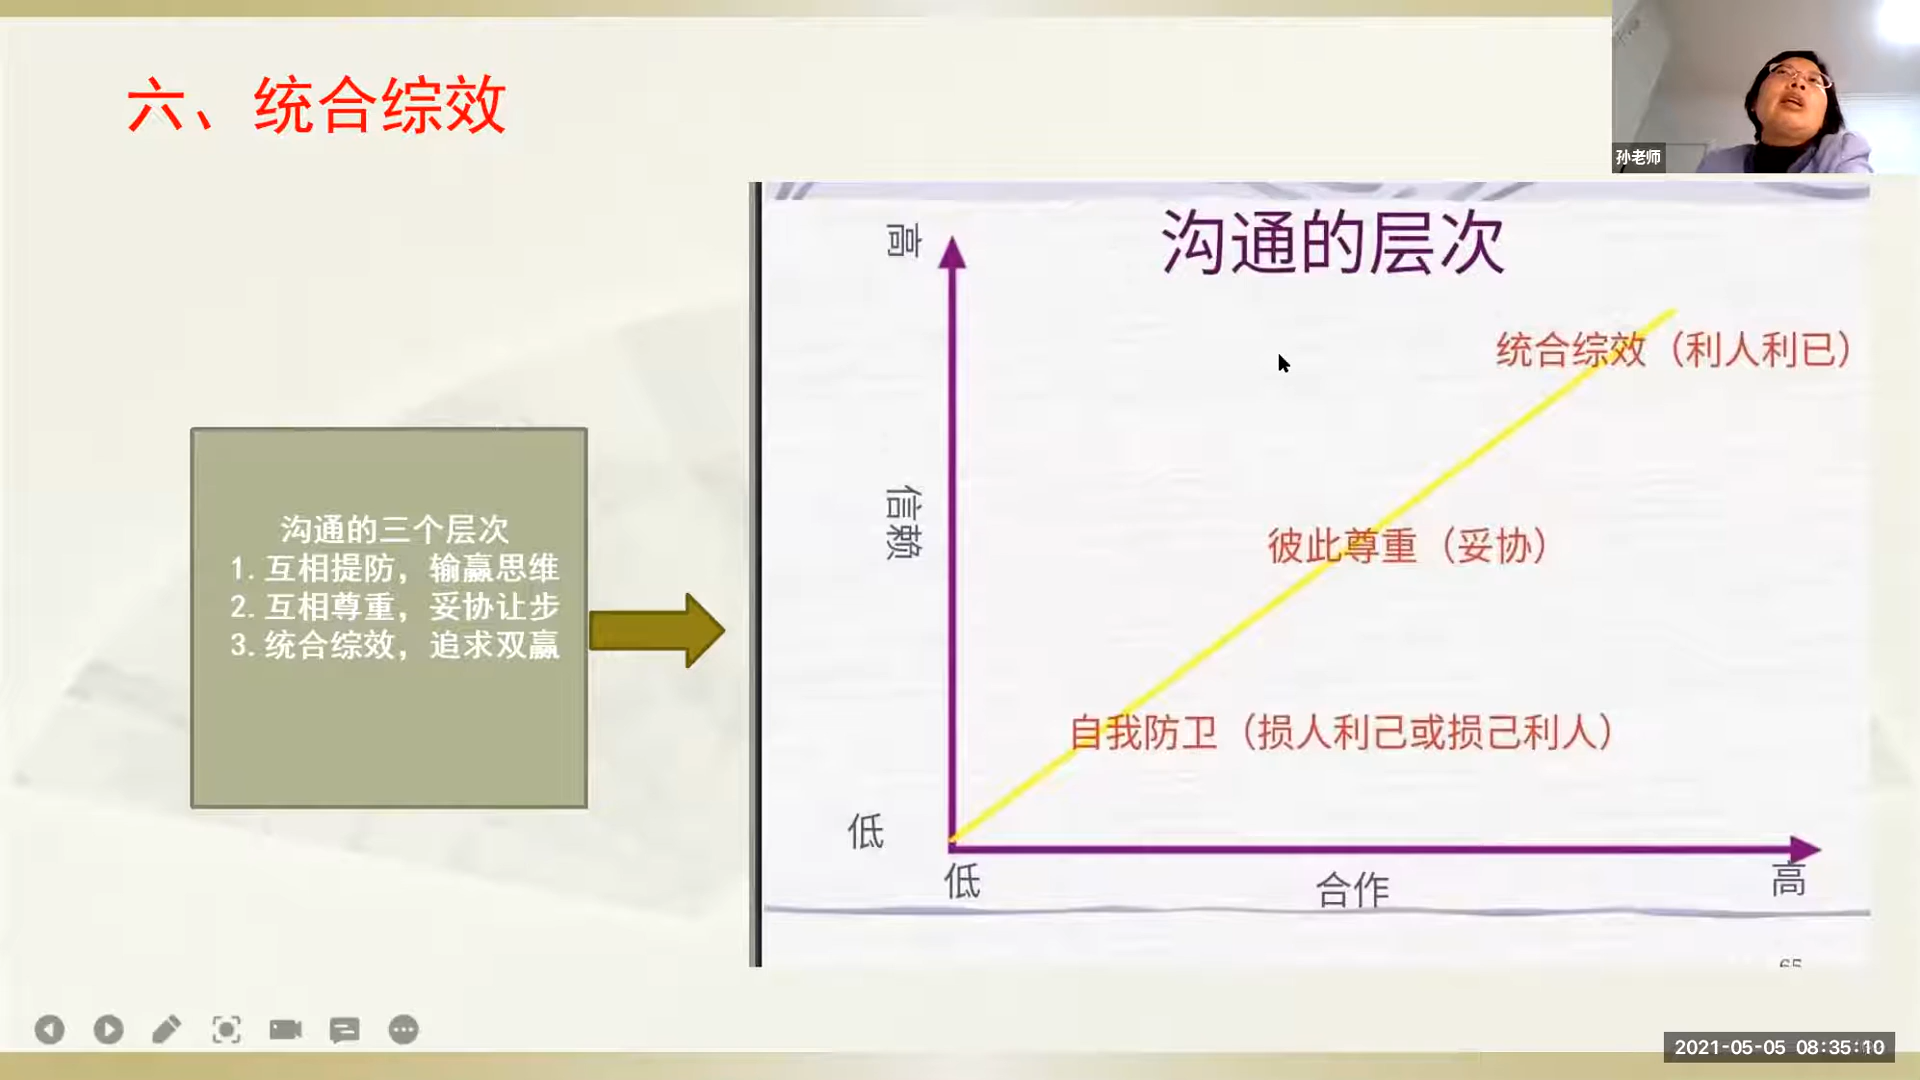 六、统合综效
孙老师
沟通的三个层次
1. 互相提防，输赢思维
2. 互相尊重，妥协让步
3. 统合综效，追求双赢
沟通的层次
高
信赖
低
统合综效（利人利已）
彼此尊重（妥协）
自我防卫（损人利己或损己利人）
低
合作
高
2021-05-05 08:35:10